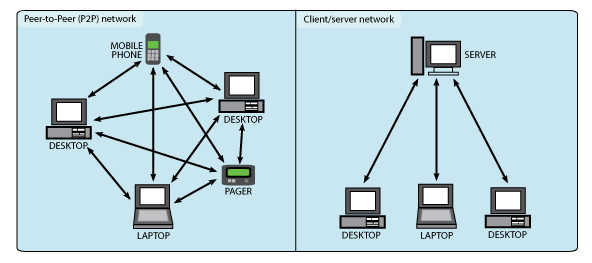 Peer-to-Peer (P2P) network
MOBILE
PHONE
DESKTOP
DESKTOP
PAGER
LAPTOP
Client/server network
SERVER
DESKTOP
LAPTOP
DESKTOP